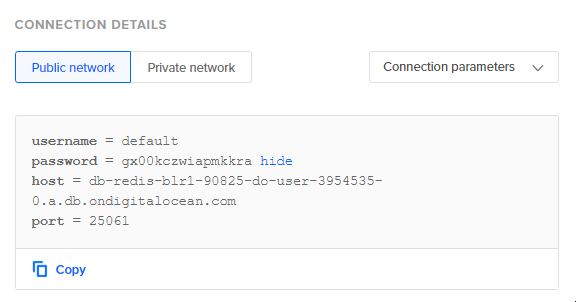 CONNECTION DETAILS
Public network Private network Connection parameters
username = default
password = gx00kczwiapmkkra hide
host = db-redis-blr1-90825-do-user-3954535-
0.a.db.ondigitalocean.com
port = 25061
Copy